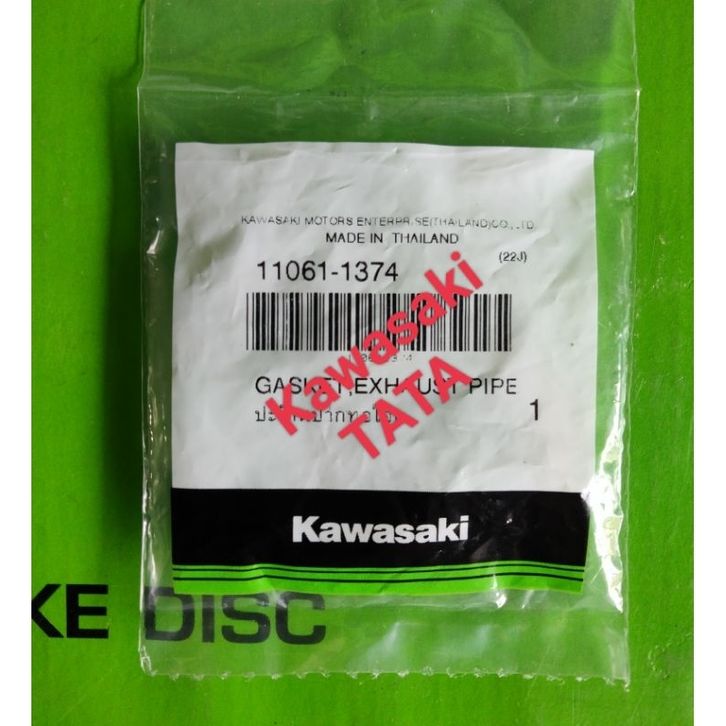 KAWASAKI MOTORS ENTERPRISE(THAILAND)CO.,LTD.
MADE IN THAILAND
(22J)
11061-1374
GASKET,EXHAUST PIPE
1
Kawasaki
TATA
Kawasaki
KE DISC